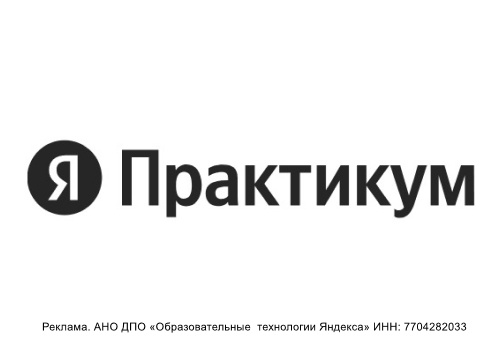 Я Практикум
Реклама. АНО ДПО «Образовательные технологии Яндекса» ИНН: 7704282033